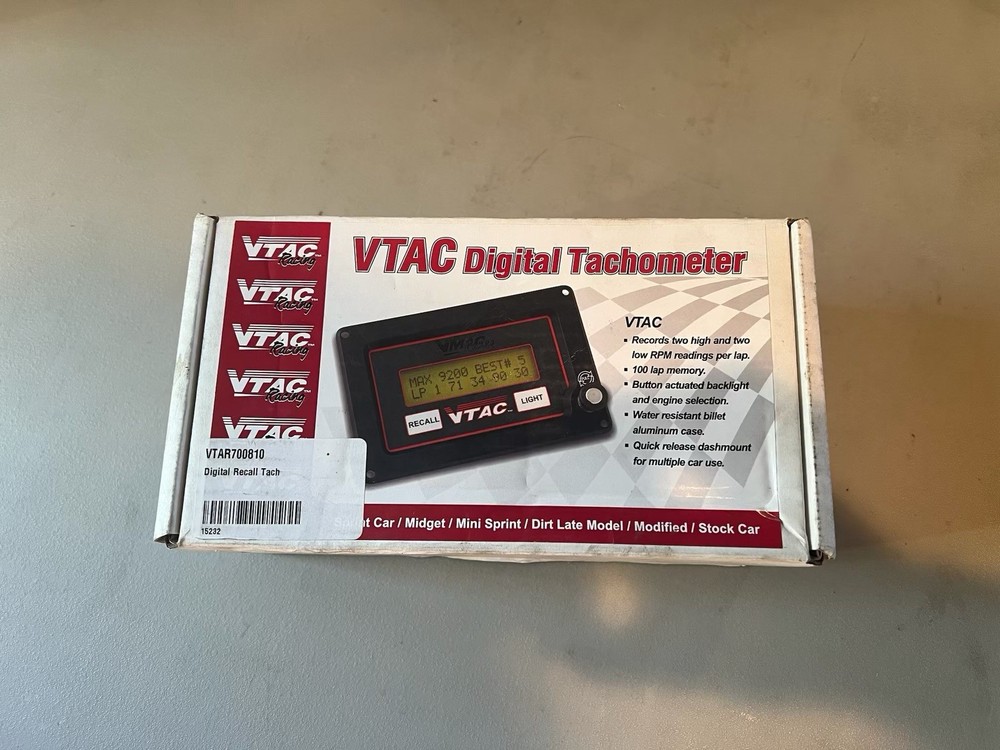 VTAC Racing
VTAC Racing
VTAC Racing
VTAC Racing
VTAC
VTAC Digital Tachometer
MAX 9200 BEST# 5
LP 1 71 34 90 30
RECALL
VTAC
LIGHT
VTAC
▪ Records two high and two
low RPM readings per lap.
▪ 100 lap memory.
▪ Button actuated backlight
and engine selection.
▪ Water resistant billet
aluminum case.
▪ Quick release dashmount
for multiple car use.
VTAR700810
Digital Recall Tach
15232
Car / Midget / Mini Sprint / Dirt Late Model / Modified / Stock Car